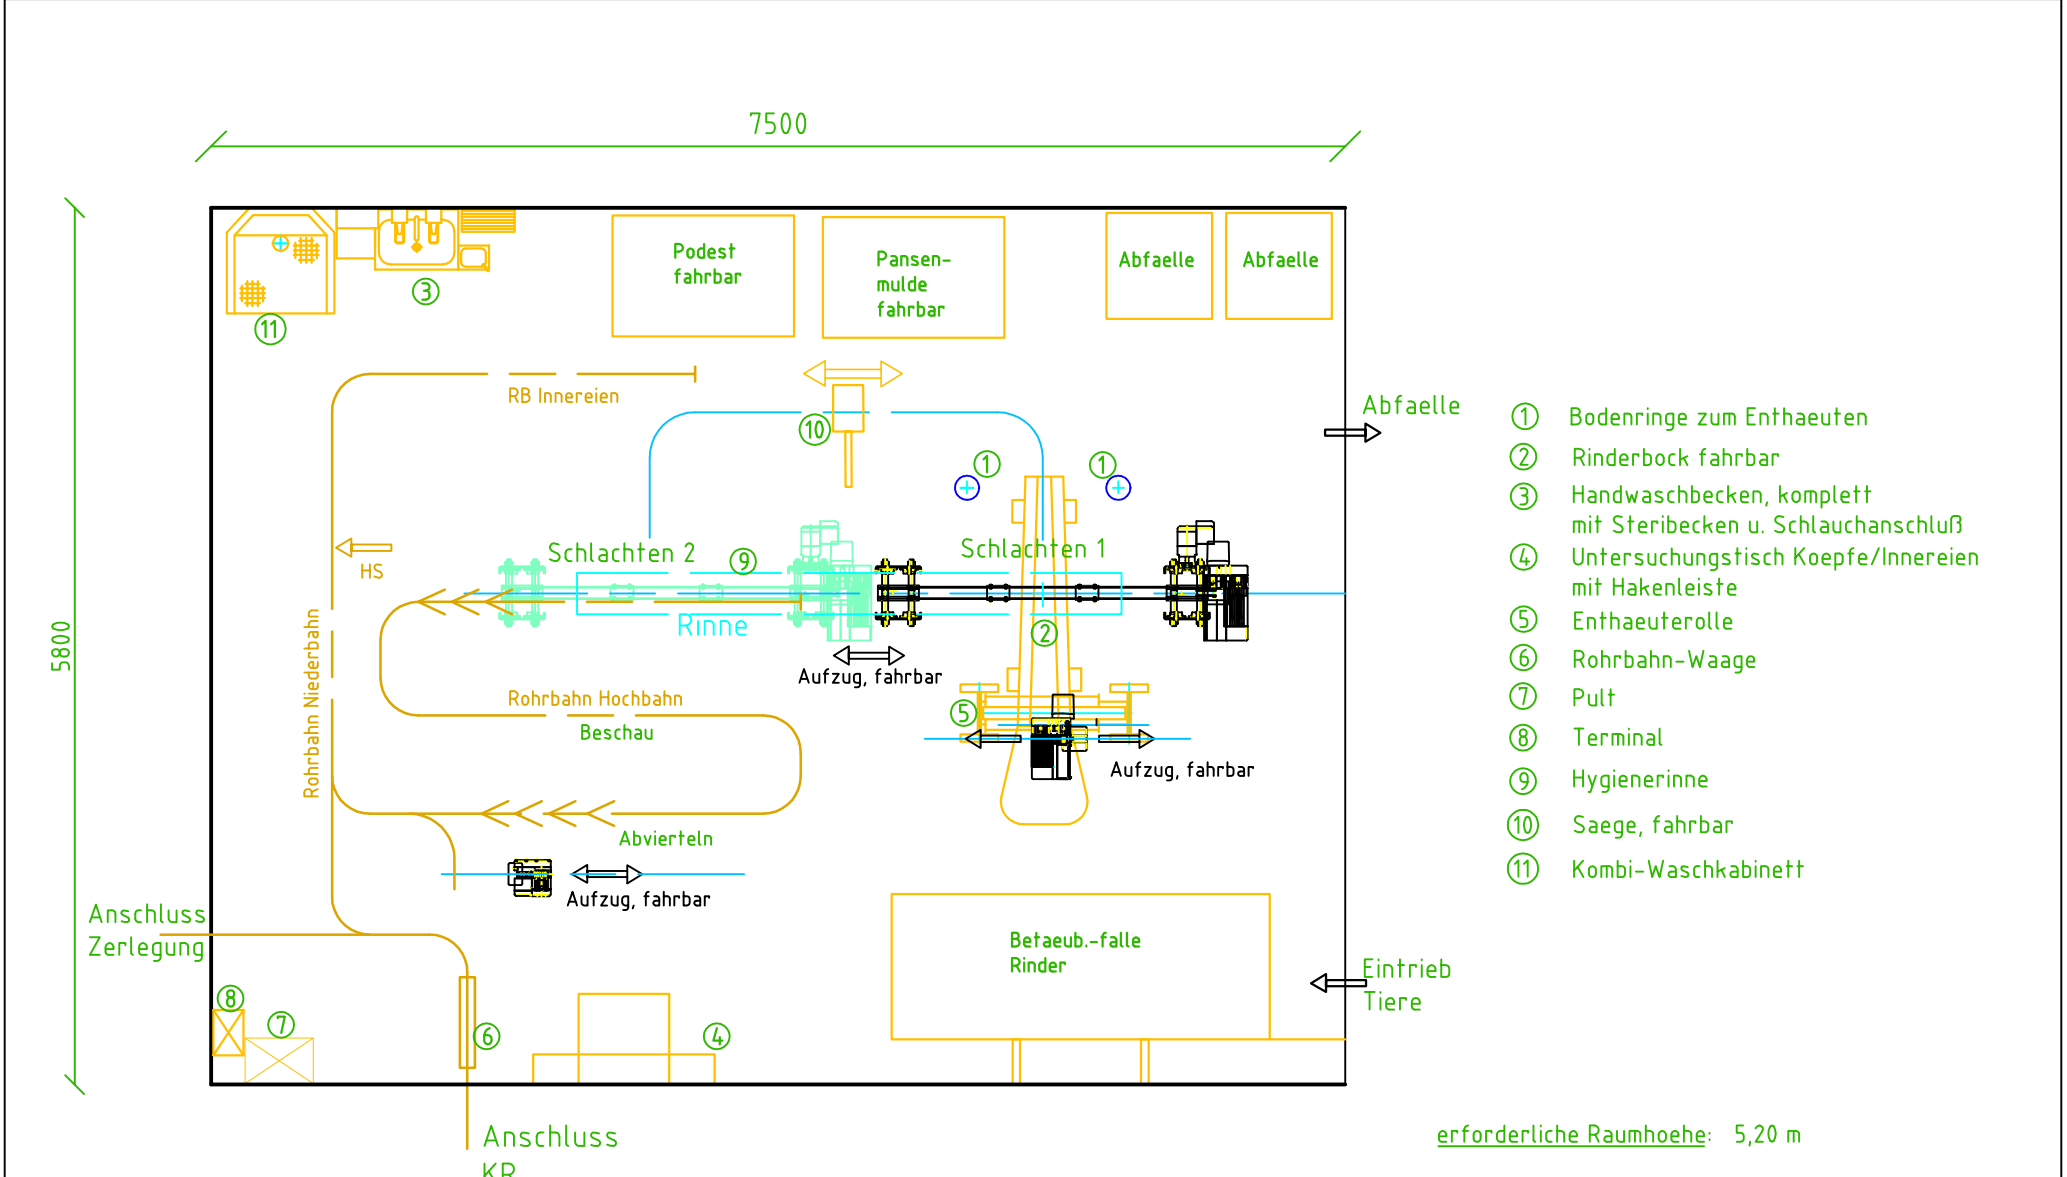 7500
5800
Podest
fahrbar
Pansen-
mulde
fahrbar
Abfaelle
Abfaelle
3
11
RB Innereien
10
1
1
Abfaelle
HS
Schlachten 2
9
Schlachten 1
Rinne
2
Aufzug, fahrbar
Rohrbahn Niederbahn
Rohrbahn Hochbahn
Beschau
5
Aufzug, fahrbar
Abvierteln
Aufzug, fahrbar
Anschluss
Zerlegung
Betaeub.-falle
Rinder
Eintrieb
Tiere
8
7
6
4
Anschluss
KR
1 Bodenringe zum Enthaeuten
2 Rinderbock fahrbar
3 Handwaschbecken, komplett
mit Steribecken u. Schlauchanschluß
4 Untersuchungstisch Koepfe/Innereien
mit Hakenleiste
5 Enthaeuterolle
6 Rohrbahn-Waage
7 Pult
8 Terminal
9 Hygienerinne
10 Saege, fahrbar
11 Kombi-Waschkabinett
erforderliche Raumhoehe: 5,20 m